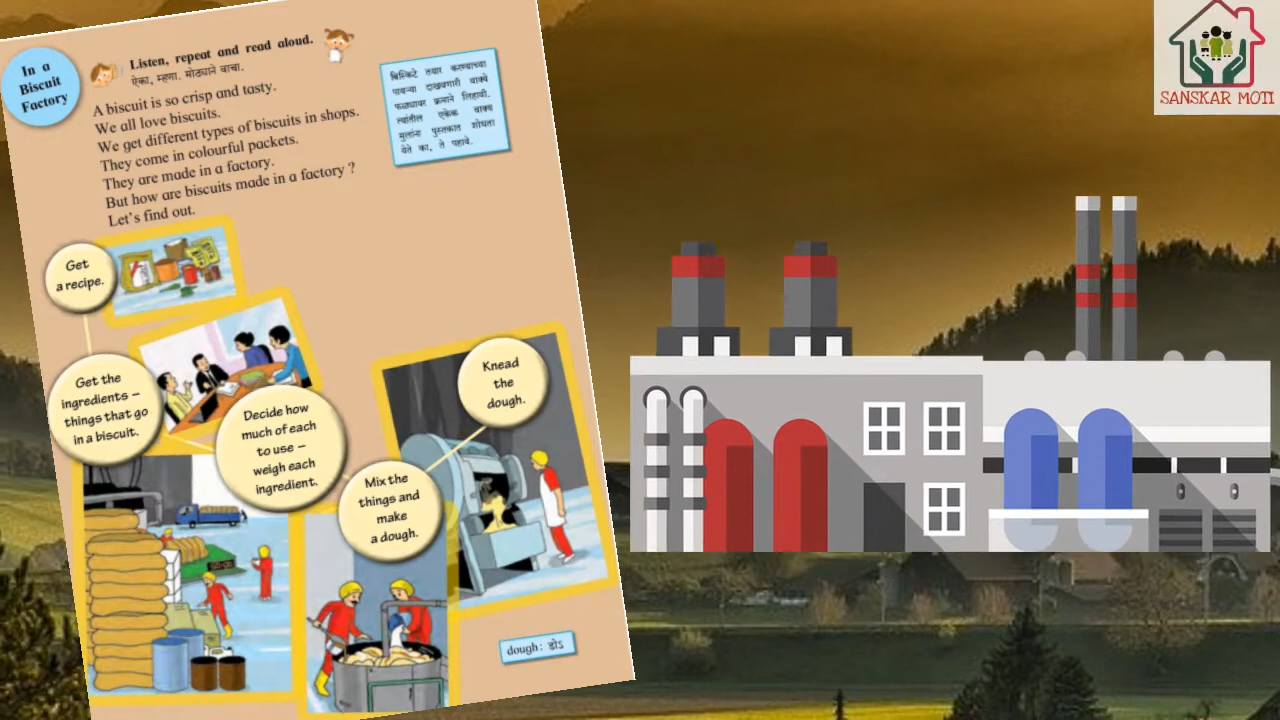 In a
Biscuit
Factory
Listen, repeat and read aloud.
ऐका, म्हणा. मोठ्याने वाचा.
A biscuit is so crisp and tasty.
We all love biscuits.
We get different types of biscuits in shops.
They come in colourful packets.
They are made in a factory.
But how are biscuits made in a factory ?
Let's find out.
बिस्किटे तयार करण्याच्या
पायऱ्या दाखवणारी वाक्ये
फळ्यावर क्रमाने लिहावी.
त्यांतील एकेक वाक्य
मुलांना पुस्तकात शोधता
येते का, ते पहावे.
Get
a recipe.
Get the
ingredients –
things that go
in a biscuit.
Decide how
much of each
to use –
weigh each
ingredient.
Mix the
things and
make
a dough.
Knead
the
dough.
dough : डोऽ
SANSKAR MOTI